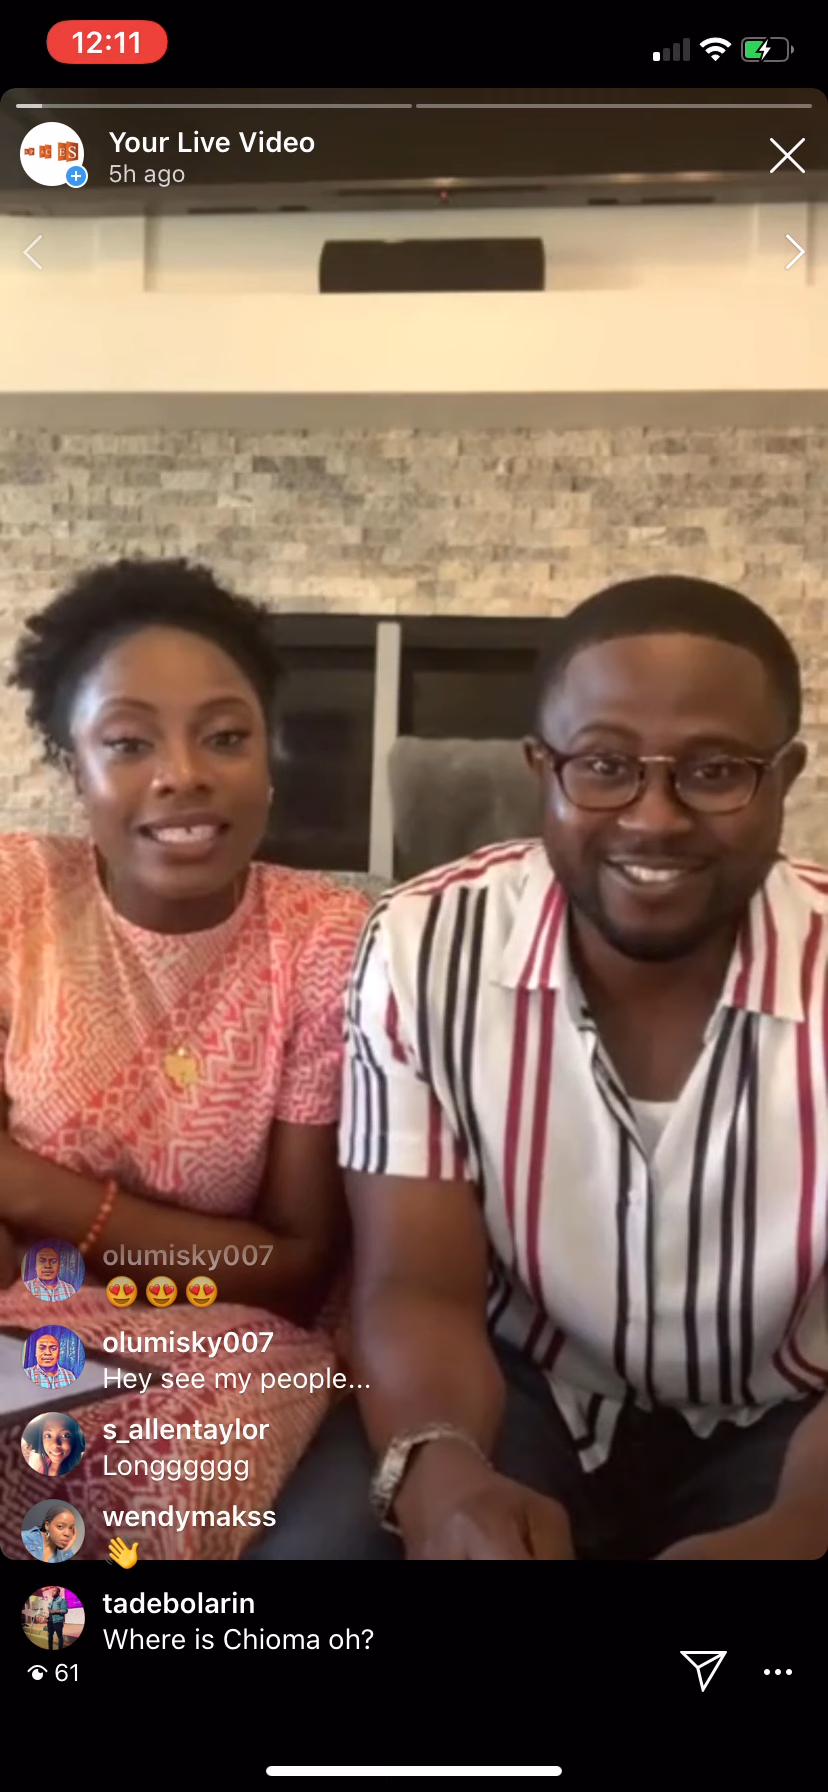 12:11
Your Live Video
5h ago
olumisky007
😍 😍 😍
olumisky007
Hey see my people...
s_allentaylor
Longggggg
wendymakss
👋
tadebolarin
Where is Chioma oh?
61